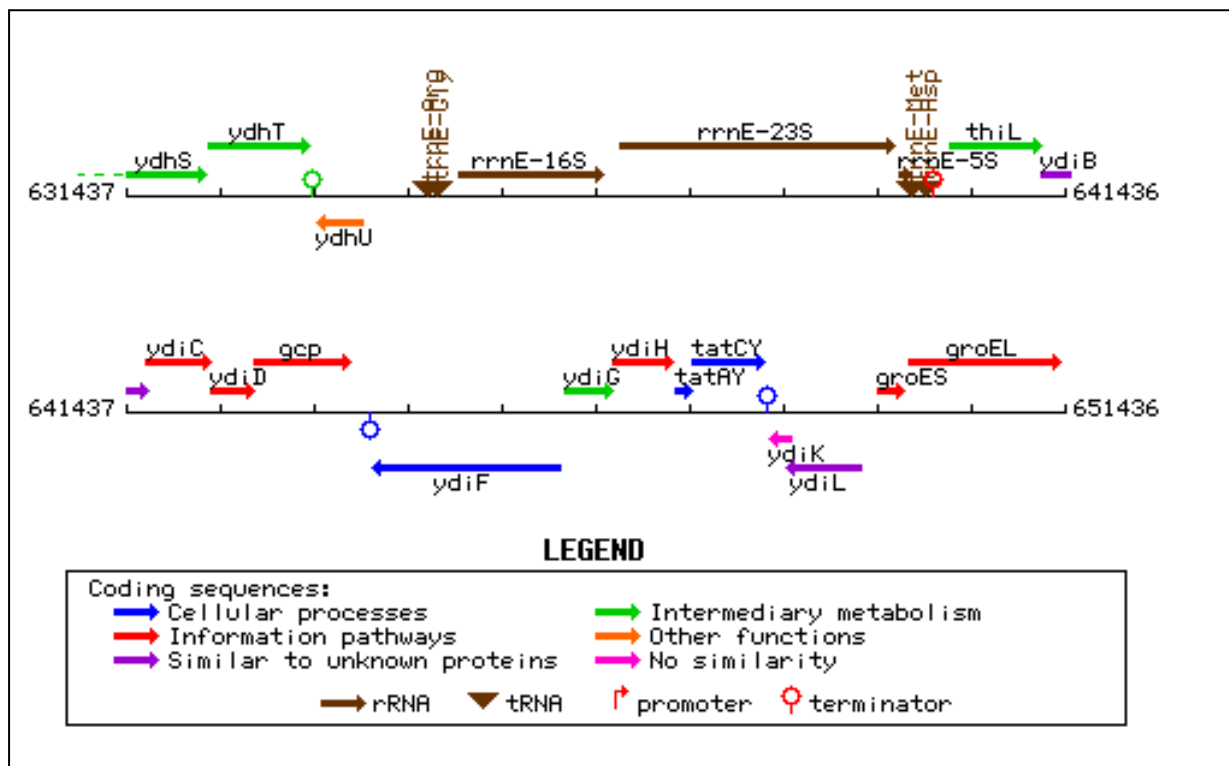 trnE-Arg
trnE-Gly
trnE-Met
trnE-Asp
ydhT rrnE-23S thiL
ydhS rrnE-16S rrnE-5S ydiB
631437 641436
ydhU
ydiC gcp ydiH tatCY groEL
ydiD ydiG tatAY groES
641437 651436
ydiK
ydiF ydiL
LEGEND
Coding sequences:
Cellular processes Intermediary metabolism
Information pathways Other functions
Similar to unknown proteins No similarity
rRNA tRNA promoter terminator